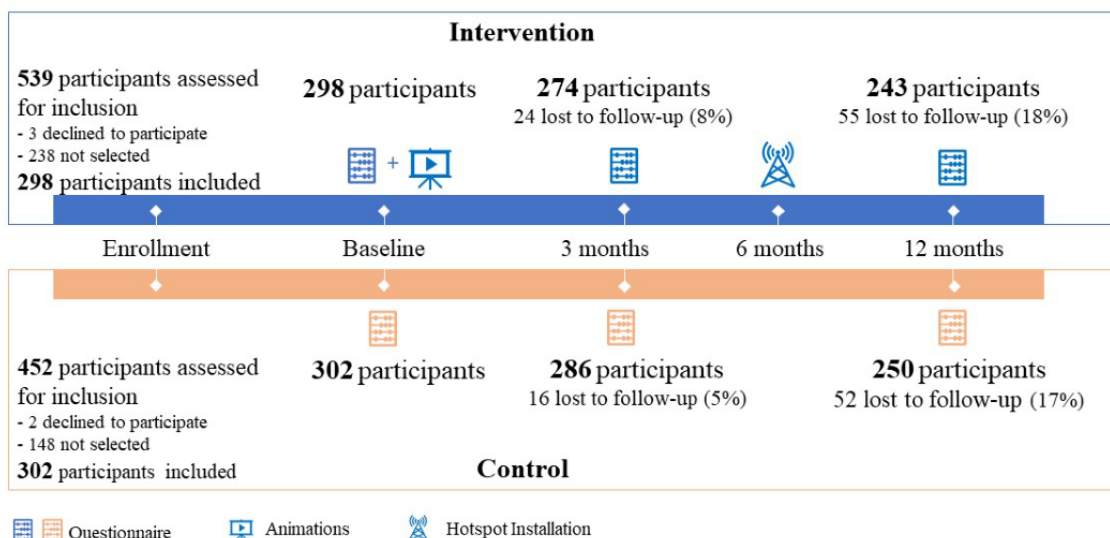 Intervention
539 participants assessed
for inclusion
- 3 declined to participate
- 238 not selected
298 participants included
298 participants
274 participants
24 lost to follow-up (8%)
243 participants
55 lost to follow-up (18%)
+
Enrollment
Baseline
3 months
6 months
12 months
452 participants assessed
for inclusion
- 2 declined to participate
- 148 not selected
302 participants included
302 participants
286 participants
16 lost to follow-up (5%)
250 participants
52 lost to follow-up (17%)
Control
Questionnaire
Animations
Hotspot Installation